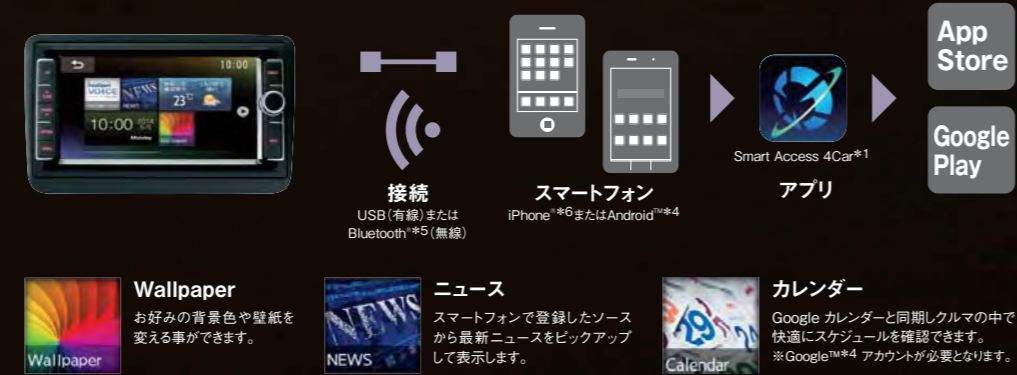 10:00
VOICE
NEWS
23℃
10:00
Monday
App
Store
Google
Play
Smart Access 4Car*1
アプリ
接続
USB(有線)または
Bluetooth®*5(無線)
スマートフォン
iPhone®*6またはAndroid™*4
Wallpaper
お好みの背景色や壁紙を
変える事ができます。
Wallpaper
ニュース
スマートフォンで登録したソース
から最新ニュースをピックアップ
して表示します。
NEWS
カレンダー
Google カレンダーと同期しクルマの中で
快適にスケジュールを確認できます。
※Google™*4 アカウントが必要となります。
29
Calendar